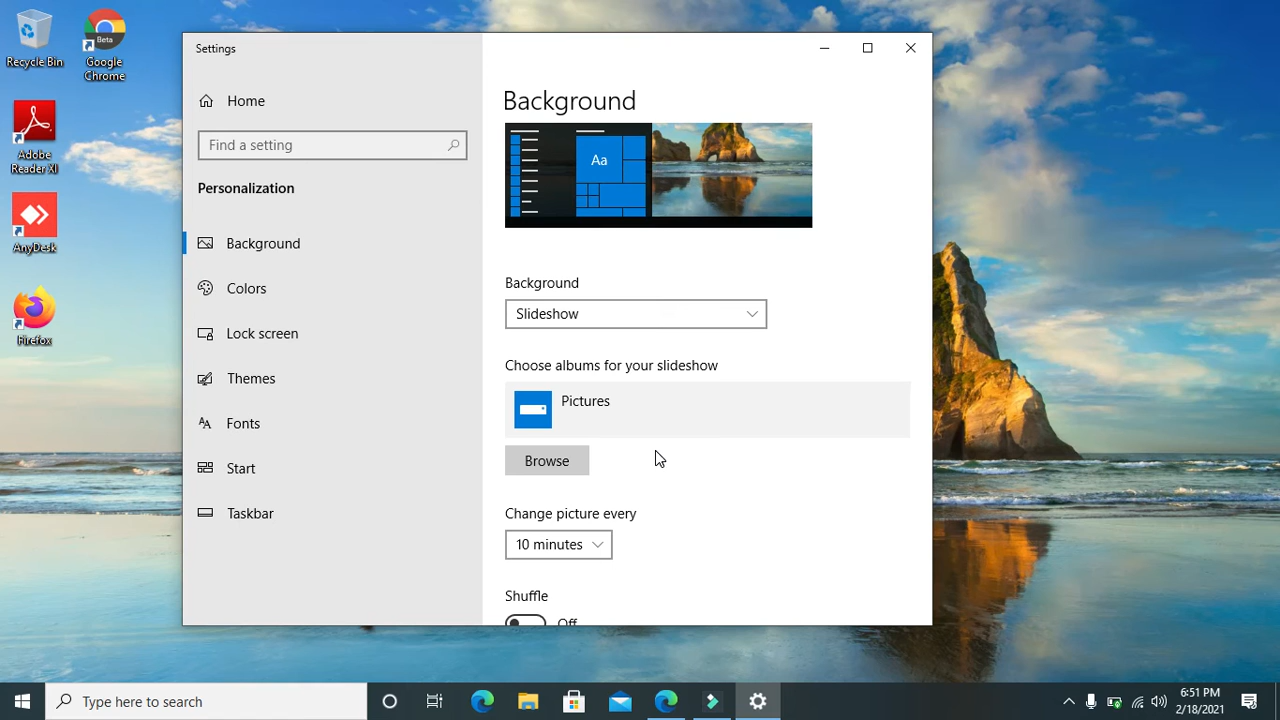 Recycle Bin
Google
Chrome
Beta
Adobe
Reader XI
AnyDesk
Firefox
Settings
Home
Find a setting
Personalization
Background
Colors
Lock screen
Themes
Fonts
Start
Taskbar
Background
Aa
Background
Slideshow
Choose albums for your slideshow
Pictures
Browse
Change picture every
10 minutes
Shuffle
Off
Type here to search
6:51 PM
2/18/2021